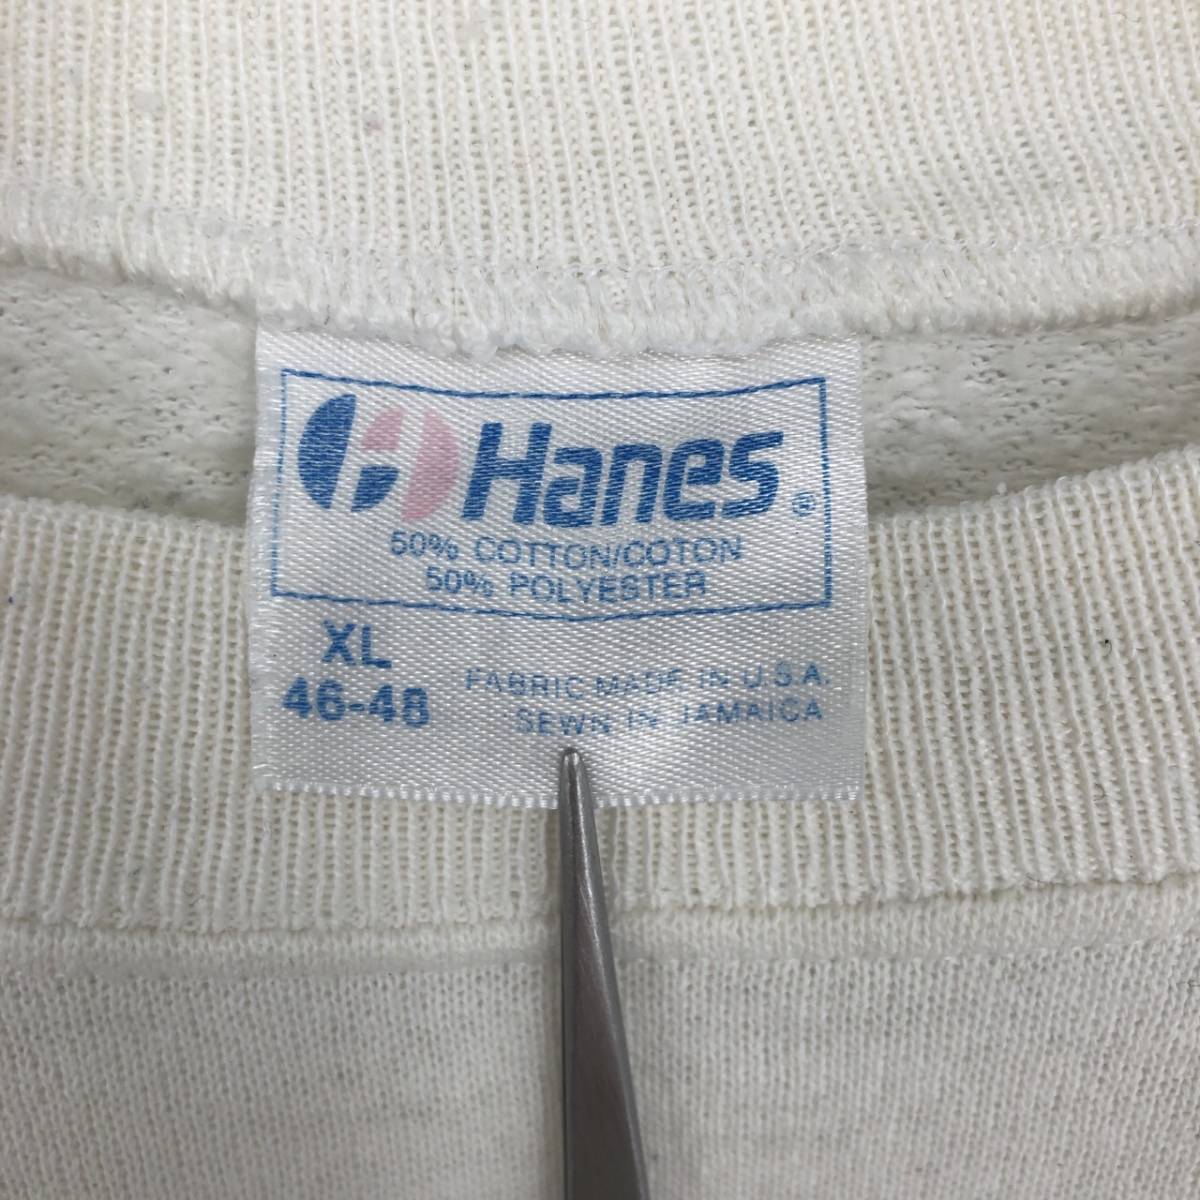 Hanes®
50% COTTON/COTON
50% POLYESTER
XL
46-48
FABRIC MADE IN U.S.A.
SEWN IN JAMAICA